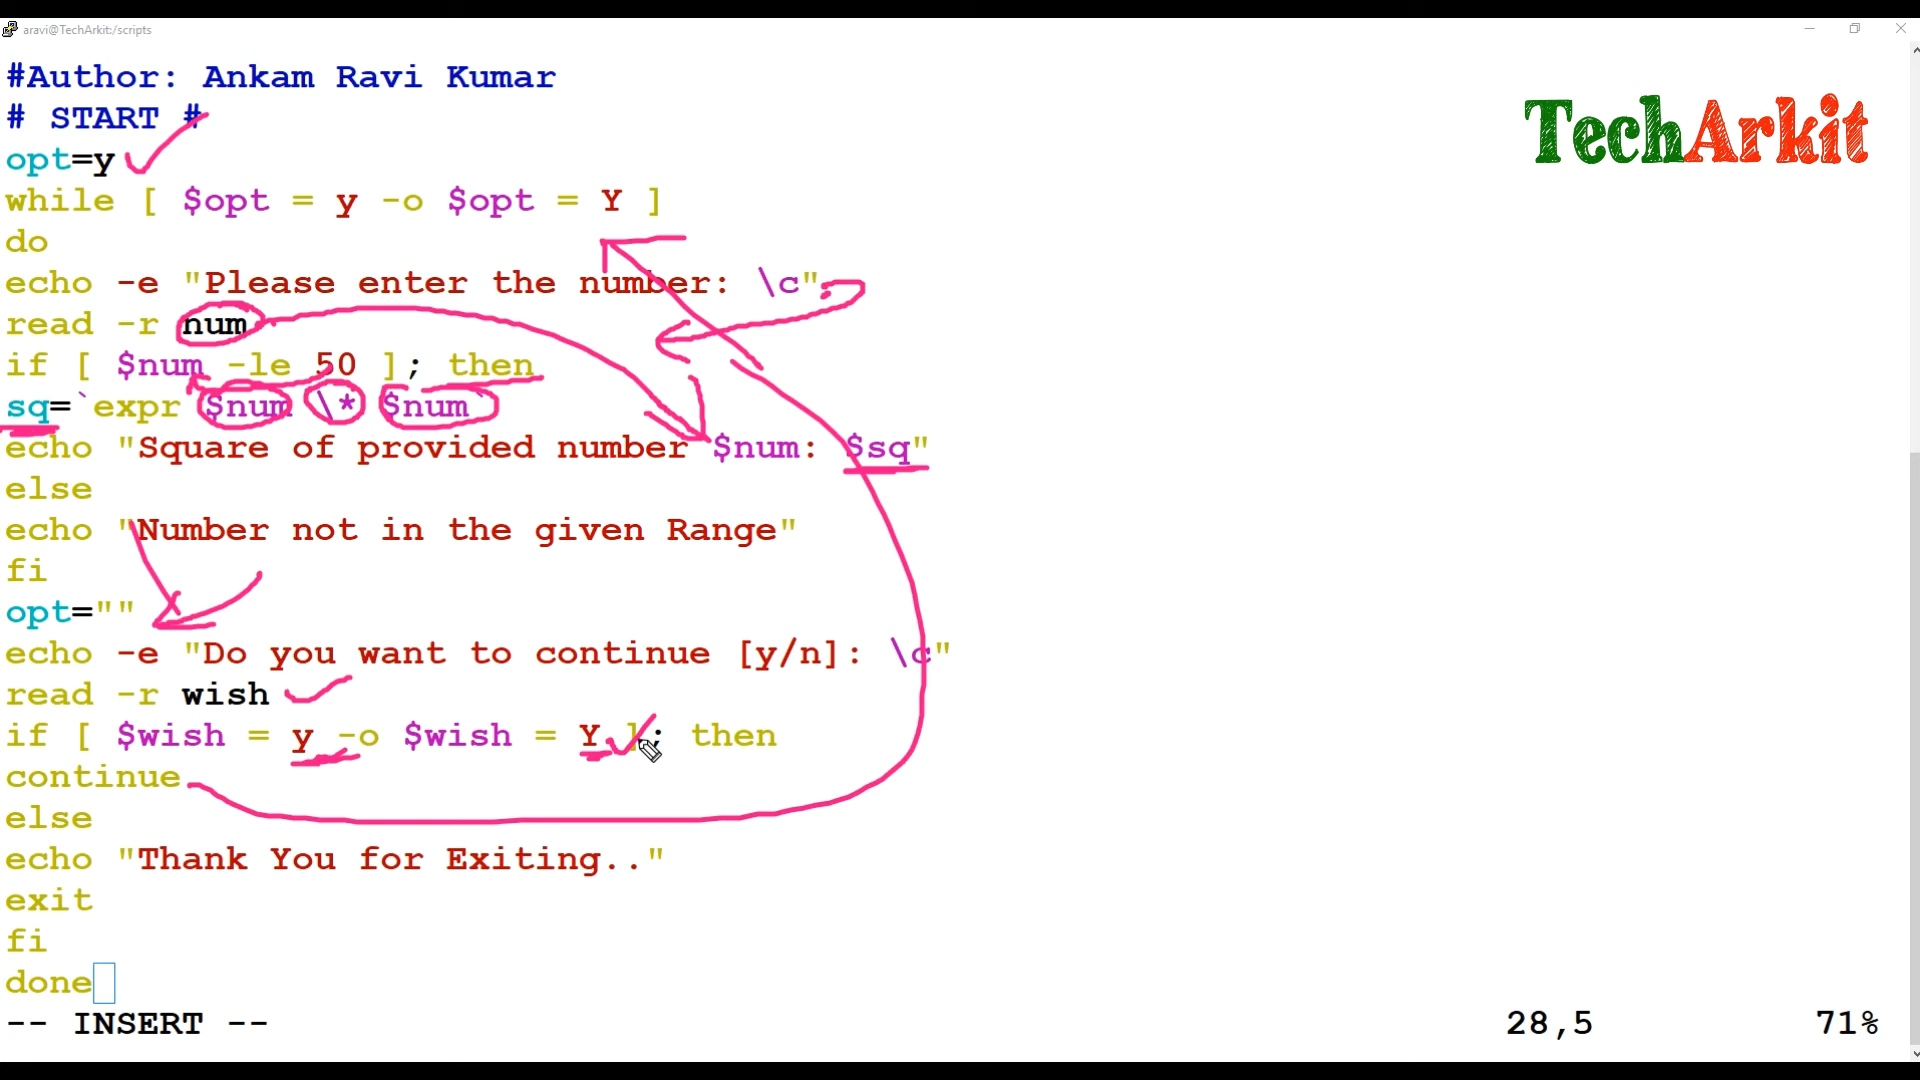 aravi@TechArkit:/scripts
#Author: Ankam Ravi Kumar
# START #
opt=y
while [ $opt = y -o $opt = Y ]
do
echo -e "Please enter the number: \c"
read -r num
if [ $num -le 50 ]; then
sq=`expr $num \* $num`
echo "Square of provided number $num: $sq"
else
echo "Number not in the given Range"
fi
opt=""
echo -e "Do you want to continue [y/n]: \c"
read -r wish
if [ $wish = y -o $wish = Y ]; then
continue
else
echo "Thank You for Exiting.."
exit
fi
done
-- INSERT -- 28,5 71%
TechArkit